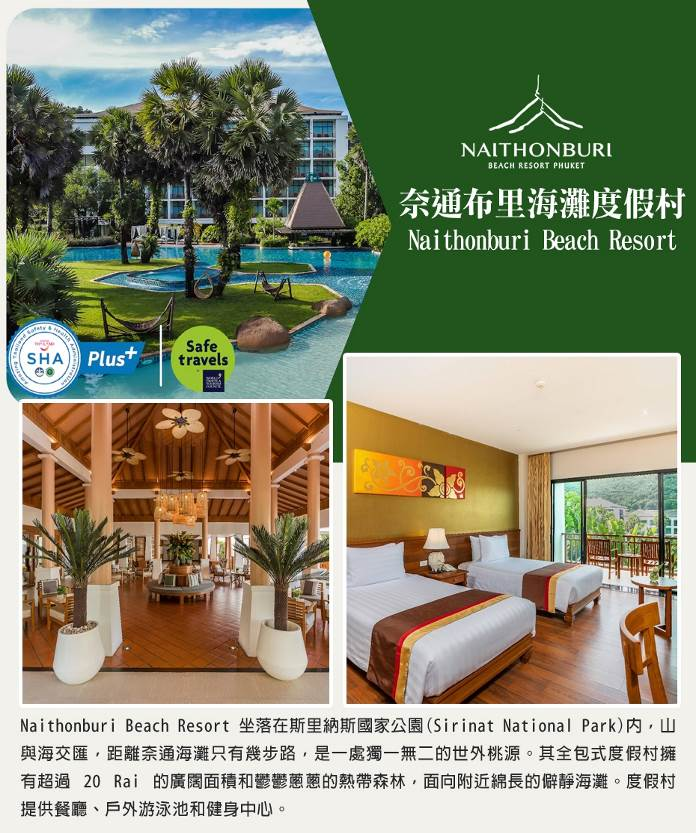 NAITHONBURI
BEACH RESORT PHUKET
奈通布里海灘度假村
Naithonburi Beach Resort
Amazing Thailand Safety & Health Administration
SHA
Plus+
Safe
travels
Naithonburi Beach Resort 坐落在斯里納斯國家公園(Sirinat National Park)内，山
與海交匯，距離奈通海灘只有幾步路，是一處獨一無二的世外桃源。其全包式度假村擁
有超過 20 Rai 的廣闊面積和鬱鬱蔥蔥的熱帶森林，面向附近綿長的僻靜海灘。度假村
提供餐廳、戶外游泳池和健身中心。